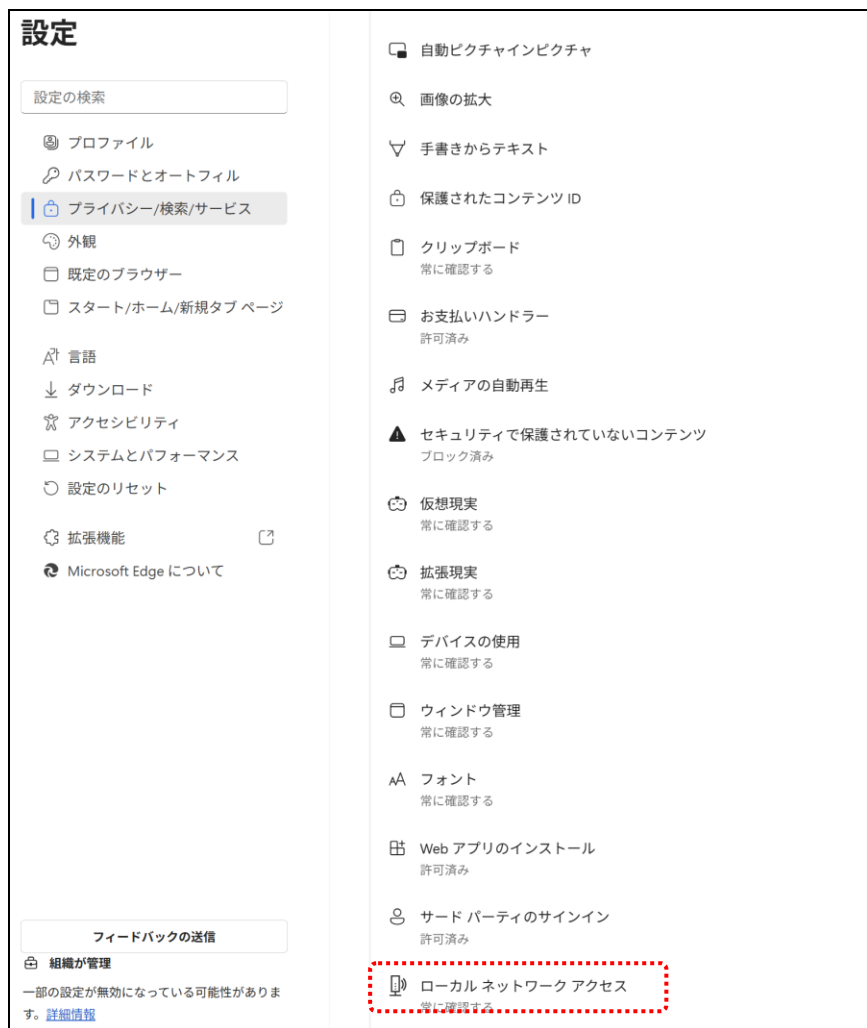 設定
設定の検索
プロファイル
パスワードとオートフィル
プライバシー/検索/サービス
外観
既定のブラウザー
スタート/ホーム/新規タブ ページ
言語
ダウンロード
アクセシビリティ
システムとパフォーマンス
設定のリセット
拡張機能
Microsoft Edge について
フィードバックの送信
組織が管理
一部の設定が無効になっている可能性がありま
す。詳細情報
自動ピクチャインピクチャ
画像の拡大
手書きからテキスト
保護されたコンテンツ ID
クリップボード
常に確認する
お支払いハンドラー
許可済み
メディアの自動再生
セキュリティで保護されていないコンテンツ
ブロック済み
仮想現実
常に確認する
拡張現実
常に確認する
デバイスの使用
常に確認する
ウィンドウ管理
常に確認する
フォント
常に確認する
Web アプリのインストール
許可済み
サード パーティのサインイン
許可済み
ローカル ネットワーク アクセス
常に確認する